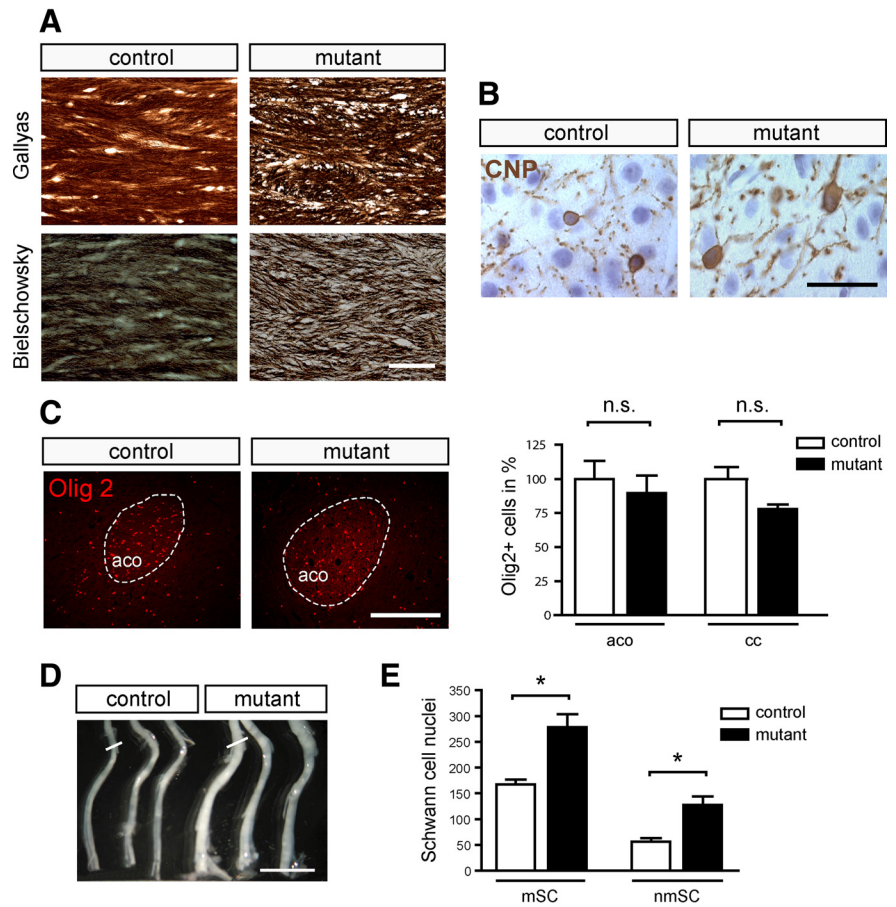 A
control mutant
Gallyas
Bielschowsky
B
control mutant
CNP
C
control mutant
Olig 2
aco aco
n.s. n.s.
control
mutant
Olig2+ cells in %
125
100
75
50
25
0
aco cc
D
control mutant
E
* *
control
mutant
Schwann cell nuclei
350
300
250
200
150
100
50
0
mSC nmSC